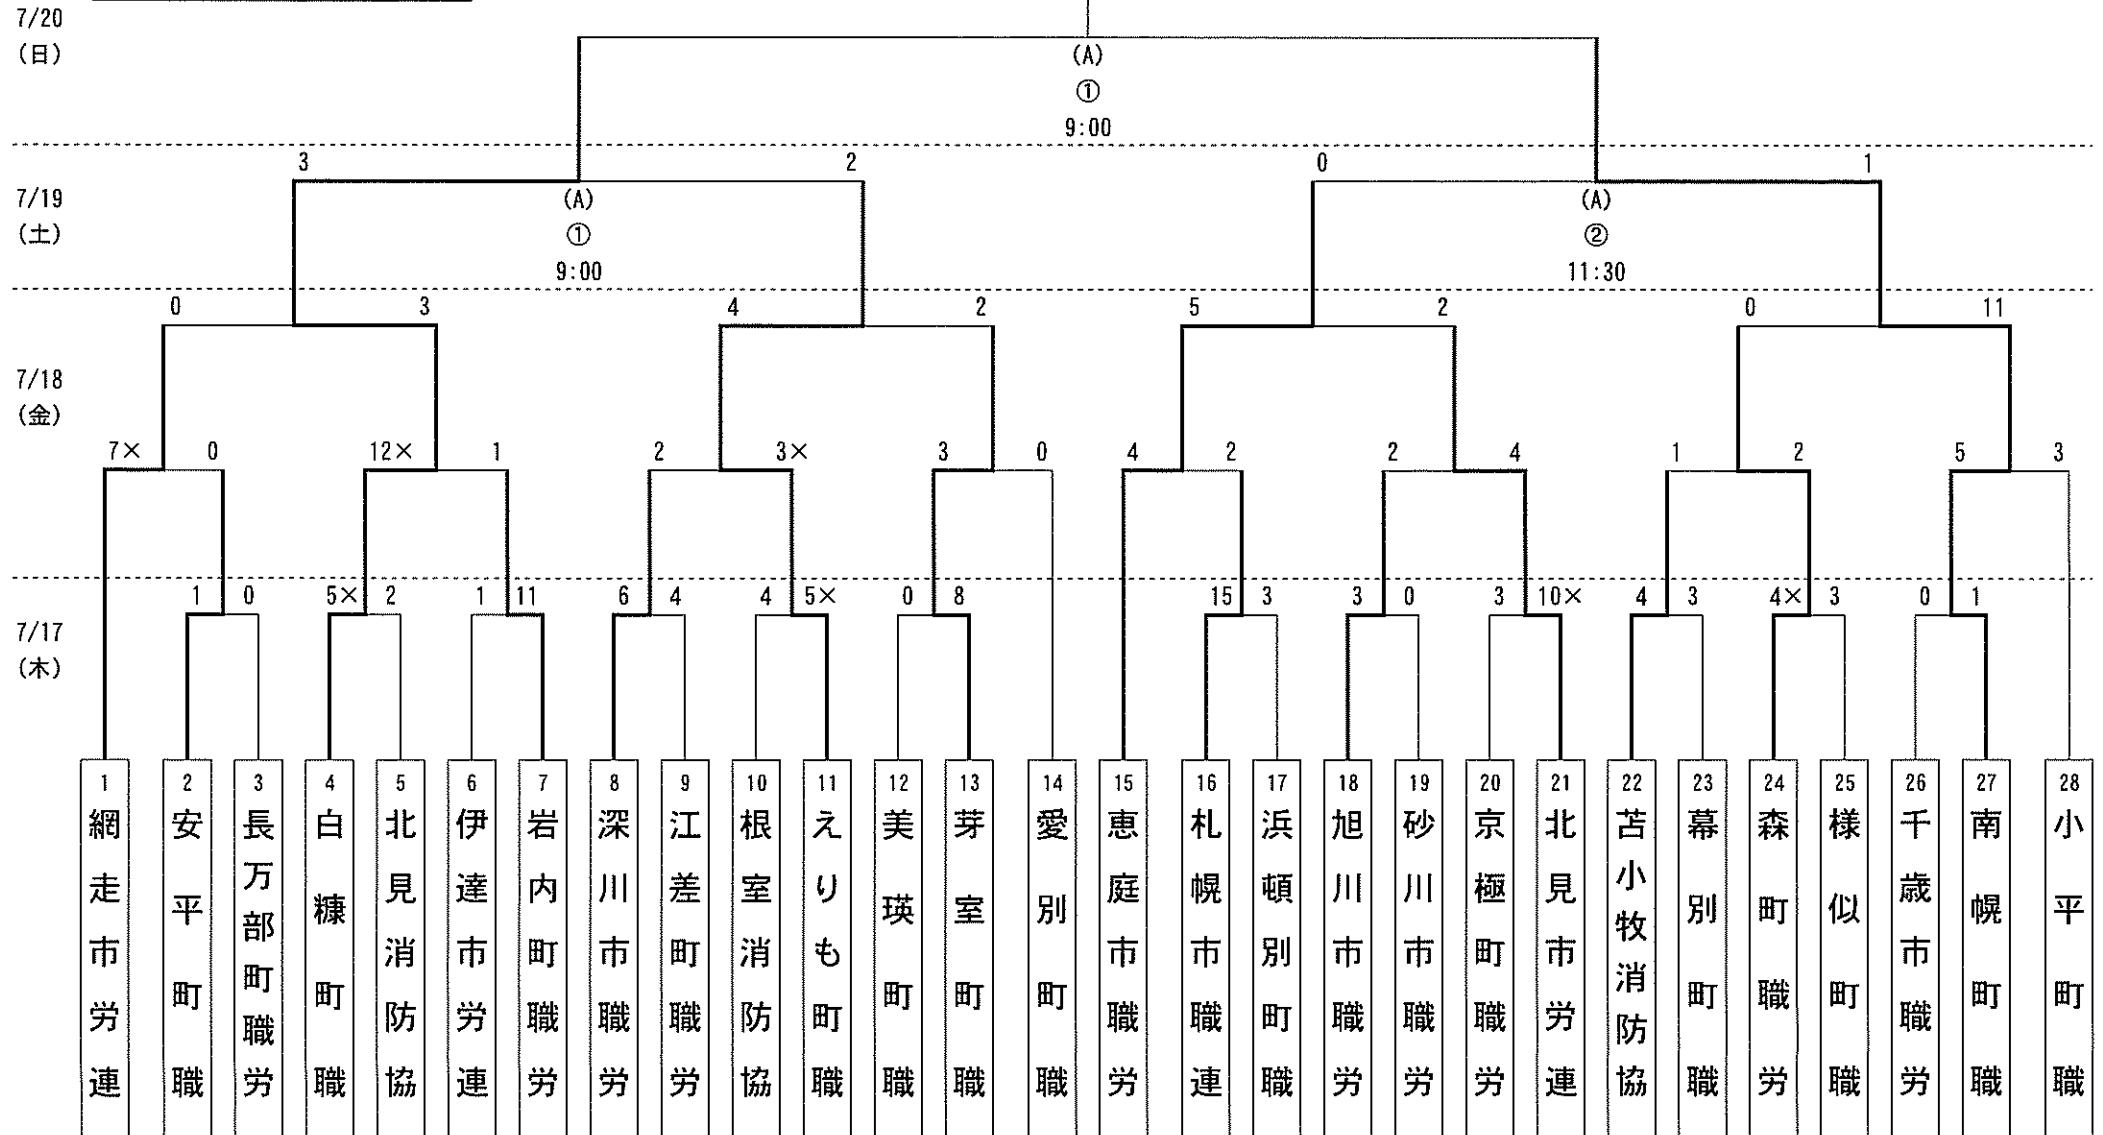 7/20
(日)
(A)
①
9:00
3 2 0 1
7/19
(土)
(A)
①
9:00
(A)
②
11:30
0 3 4 2 5 2 0 11
7/18
(金)
7× 0 12× 1 2 3× 3 0 4 2 2 4 1 2 5 3
1 0 5× 2 1 11 6 4 4 5× 0 8 15 3 3 0 3 10× 4 3 4× 3 0 1
7/17
(木)
1 網走市労連
2 安平町職
3 長万部町職労
4 白糠町職
5 北見消防協
6 伊達市労連
7 岩内町職労
8 深川市職労
9 江差町職労
10 根室消防協
11 えりも町職
12 美瑛町職
13 芽室町職
14 愛別町職
15 恵庭市職労
16 札幌市職連
17 浜頓別町職
18 旭川市職労
19 砂川市職労
20 京極町職労
21 北見市労連
22 苫小牧消防協
23 幕別町職
24 森町職労
25 様似町職
26 千歳市職労
27 南幌町職
28 小平町職